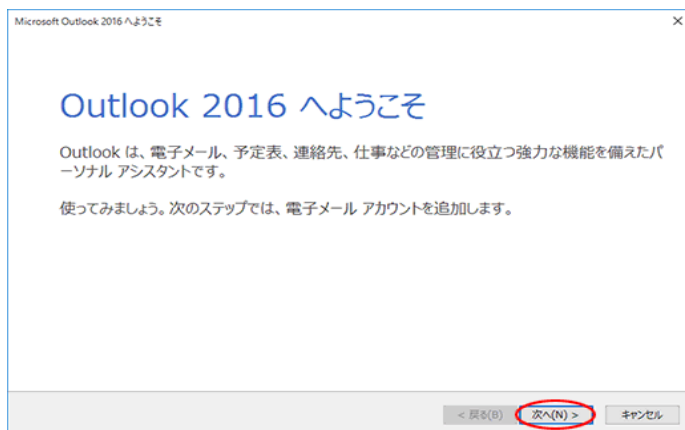 Microsoft Outlook 2016 へようこそ
Outlook 2016 へようこそ
Outlook は、電子メール、予定表、連絡先、仕事などの管理に役立つ強力な機能を備えたパ
ーソナル アシスタントです。
使ってみましょう。次のステップでは、電子メール アカウントを追加します。
< 戻る(B) 次へ(N) > キャンセル